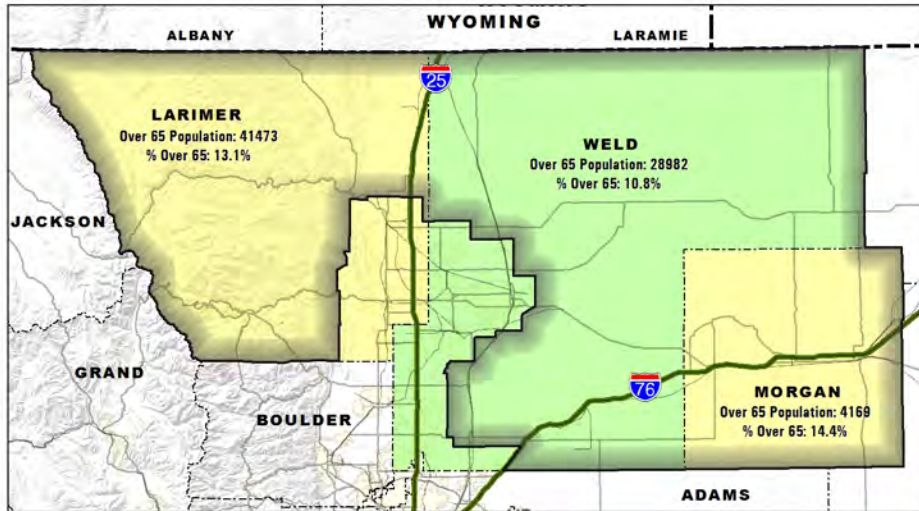 WYOMING
ALBANY
LARAMIE
25
LARIMER
Over 65 Population: 41473
% Over 65: 13.1%
WELD
Over 65 Population: 28982
% Over 65: 10.8%
JACKSON
GRAND
BOULDER
76
MORGAN
Over 65 Population: 4169
% Over 65: 14.4%
ADAMS